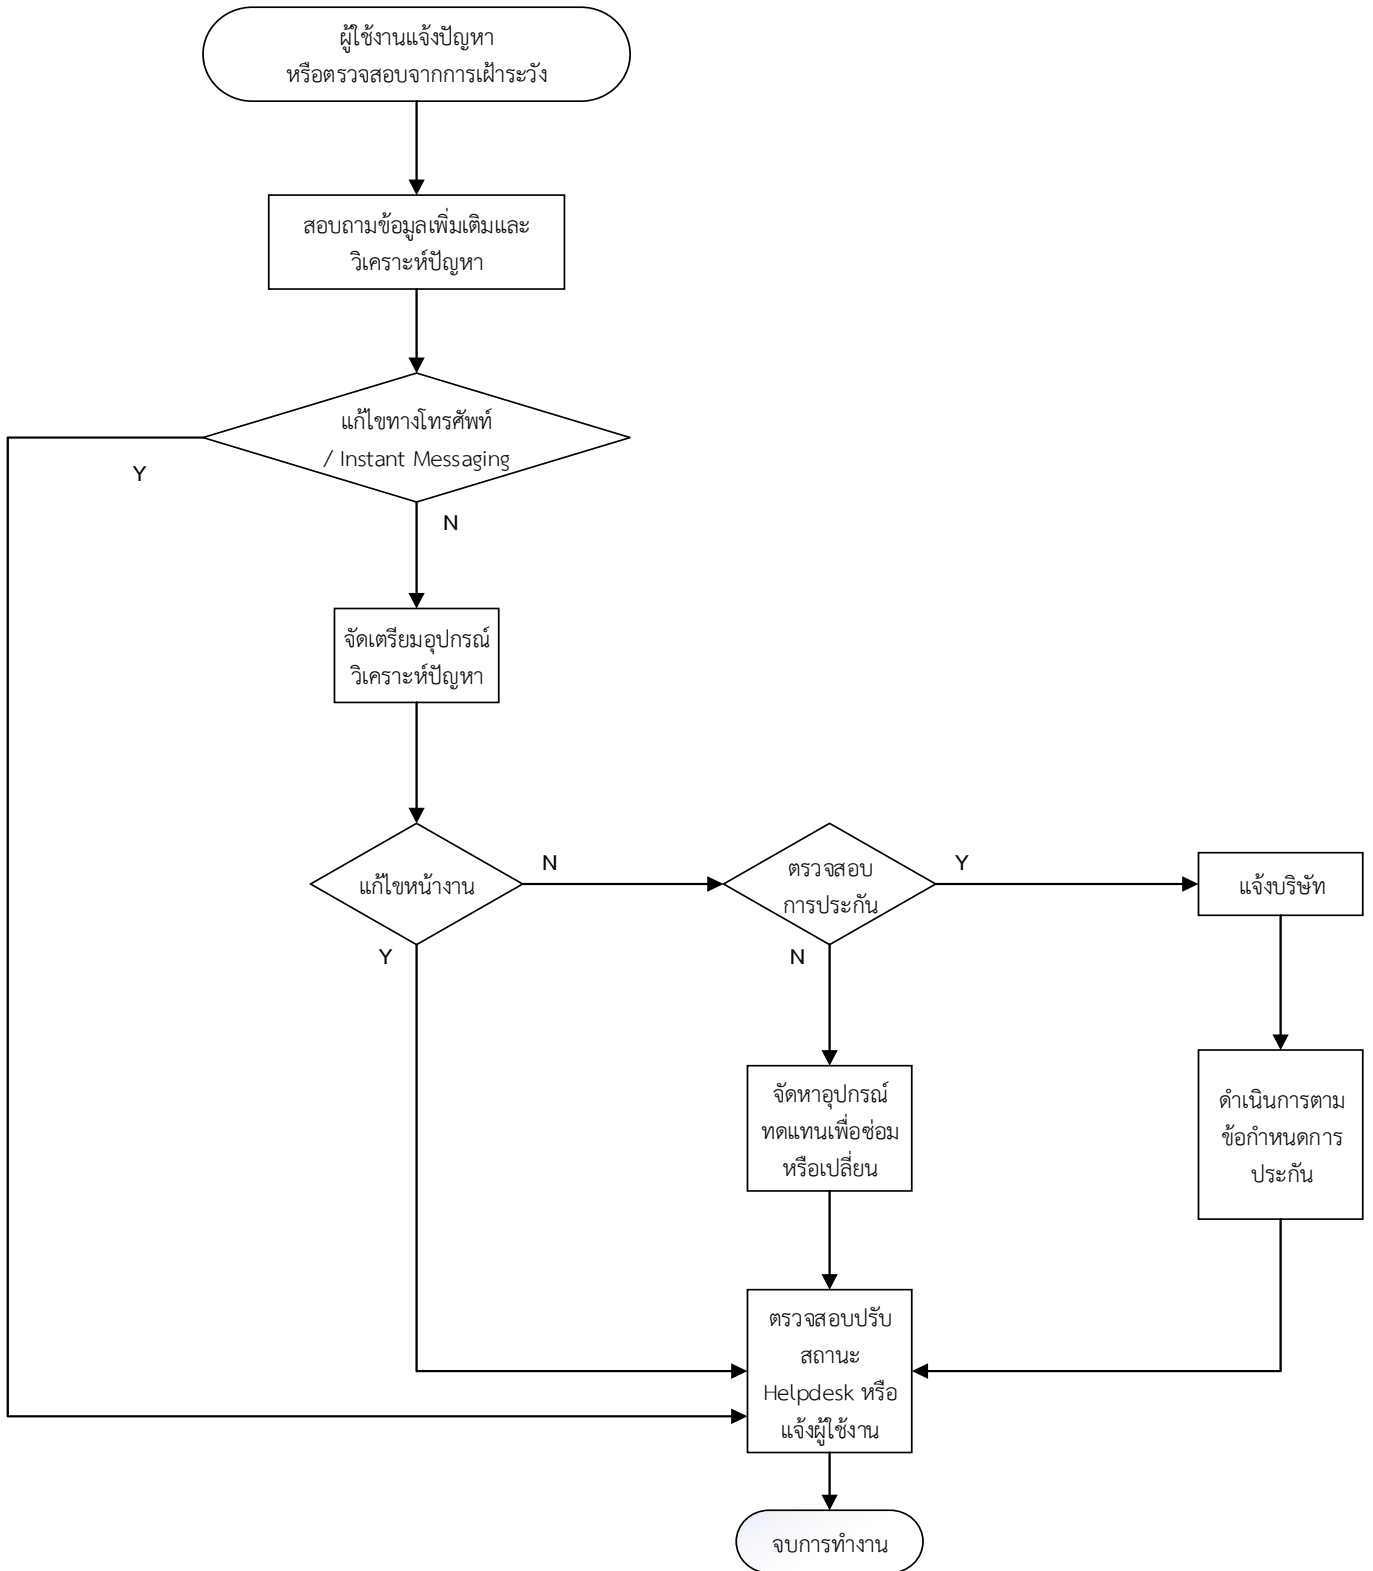 ผู้ใช้งานแจ้งปัญหา
หรือตรวจสอบจากการเฝ้าระวัง
สอบถามข้อมูลเพิ่มเติมและ
วิเคราะห์ปัญหา
แก้ไขทางโทรศัพท์
/ Instant Messaging
Y
N
จัดเตรียมอุปกรณ์
วิเคราะห์ปัญหา
แก้ไขหน้างาน
N
Y
ตรวจสอบ
การประกัน
Y
N
แจ้งบริษัท
จัดหาอุปกรณ์
ทดแทนเพื่อซ่อม
หรือเปลี่ยน
ดำเนินการตาม
ข้อกำหนดการ
ประกัน
ตรวจสอบปรับ
สถานะ
Helpdesk หรือ
แจ้งผู้ใช้งาน
จบการทำงาน